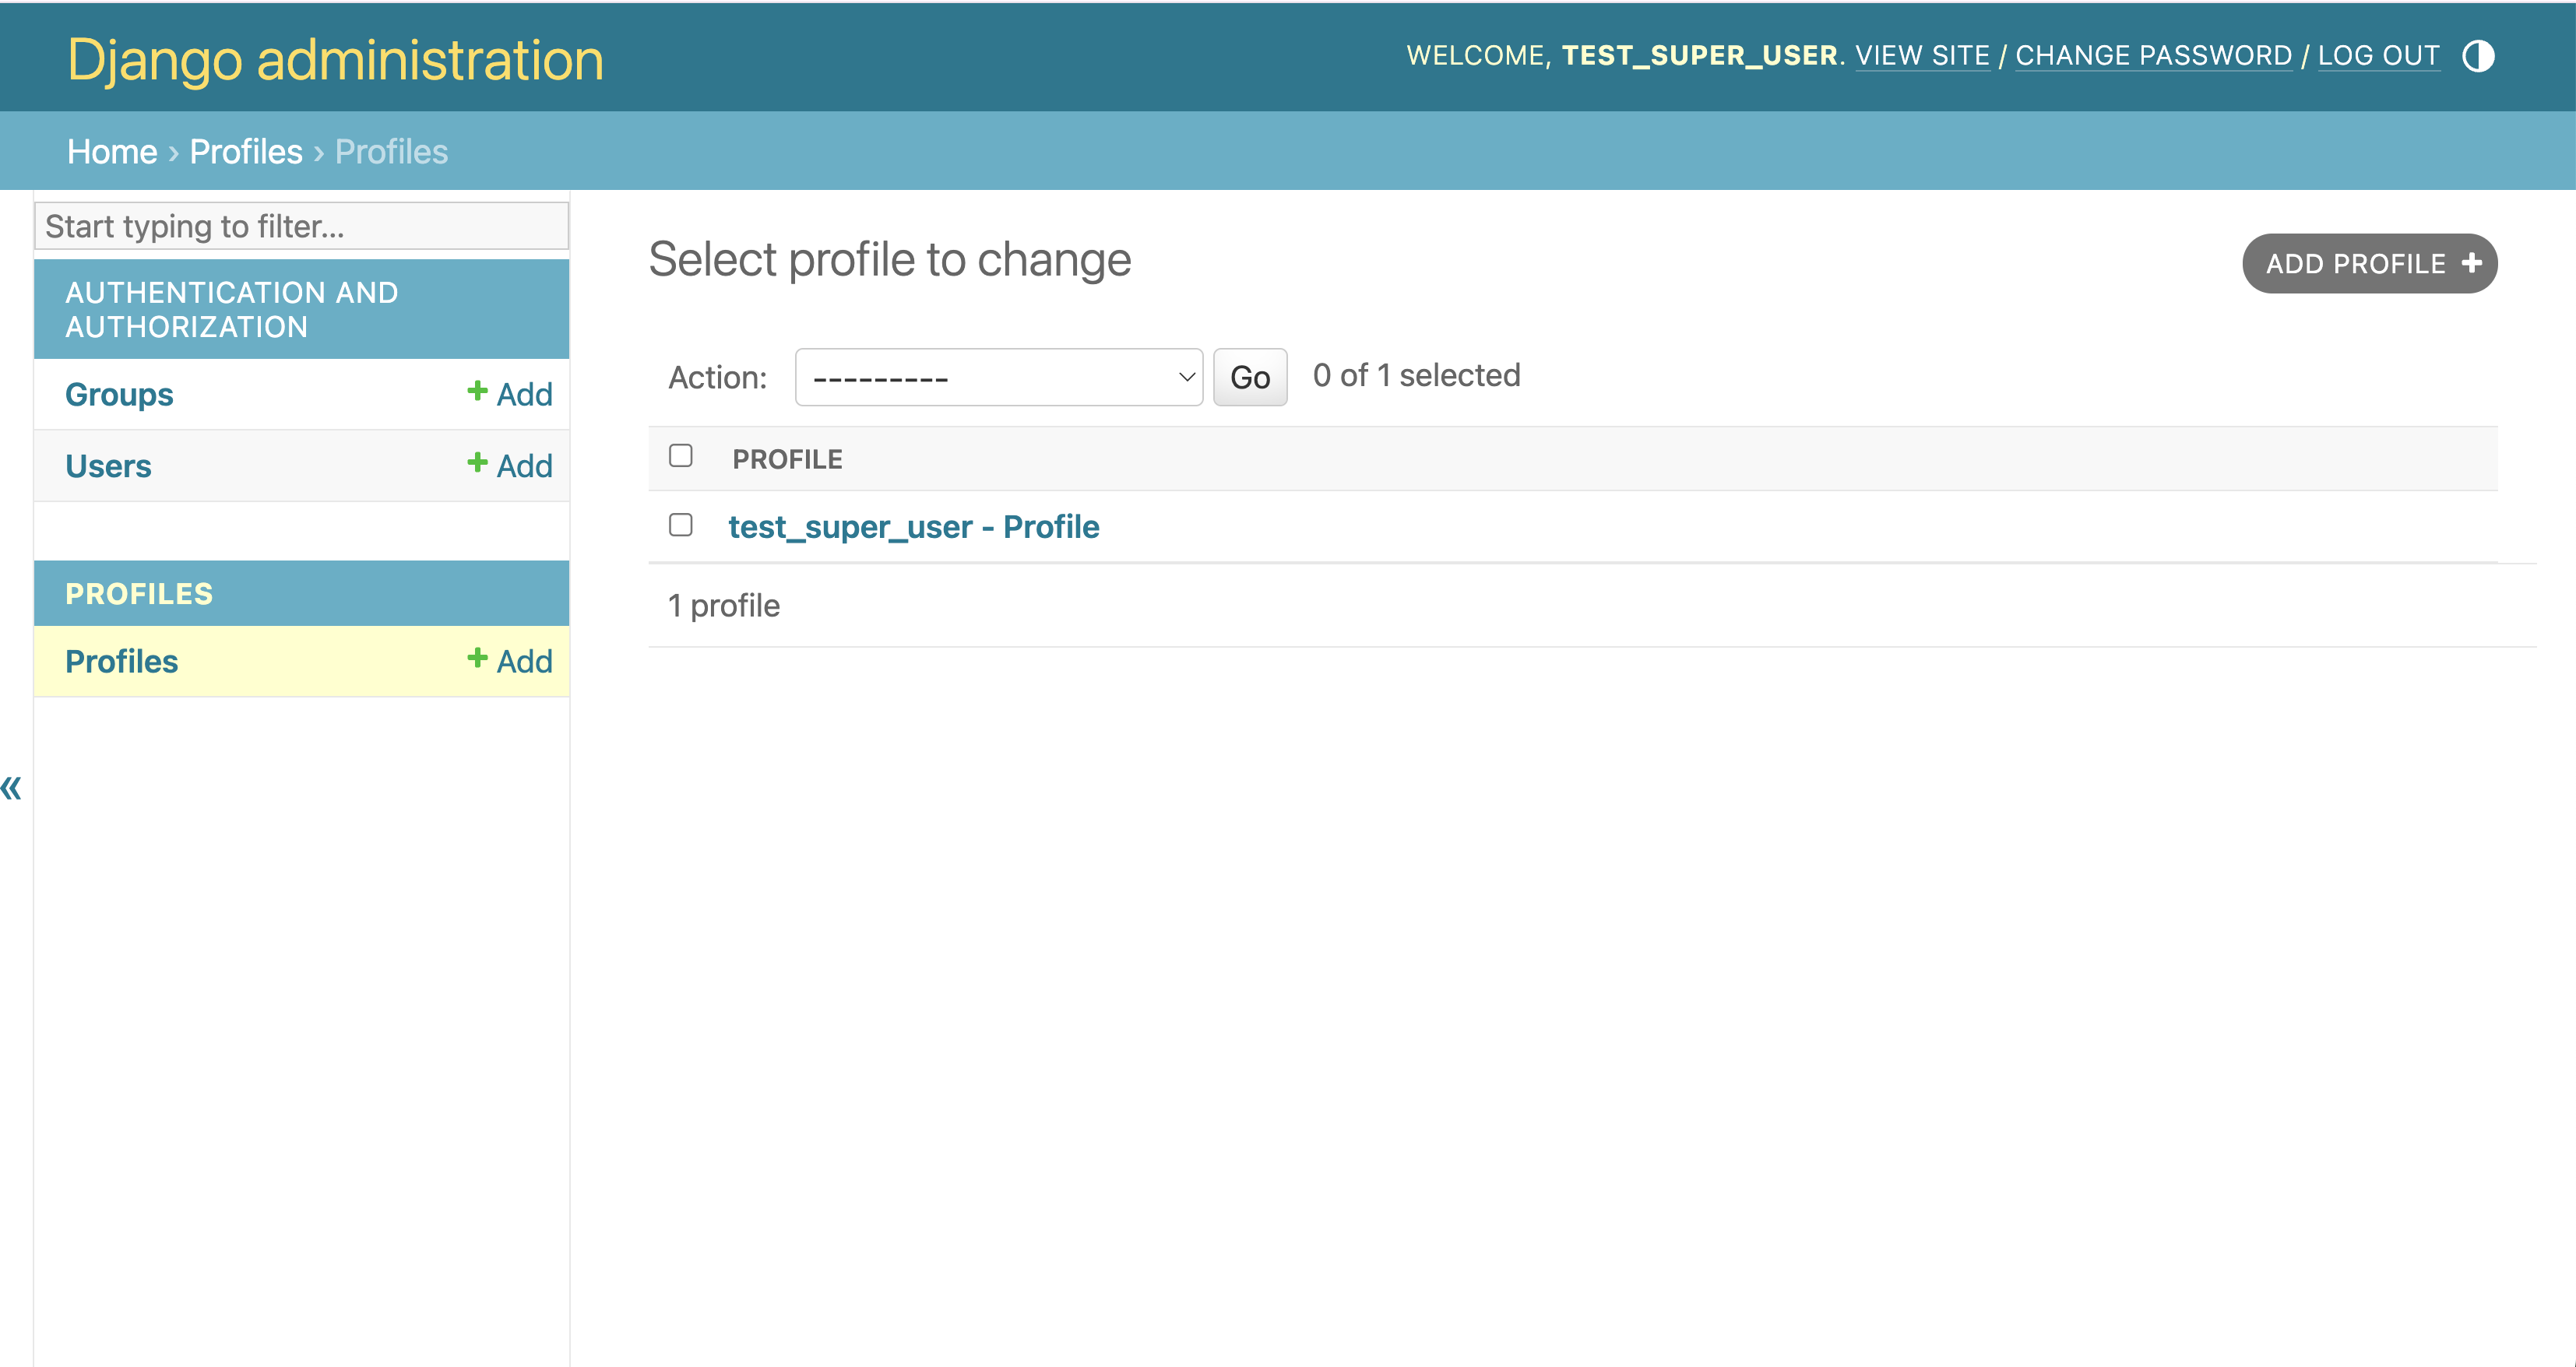 Django administration
WELCOME, TEST_SUPER_USER. VIEW SITE / CHANGE PASSWORD / LOG OUT
Home › Profiles › Profiles
Start typing to filter...
AUTHENTICATION AND
AUTHORIZATION
Groups + Add
Users + Add
PROFILES
Profiles + Add
«
Select profile to change
ADD PROFILE +
Action: --------- Go 0 of 1 selected
PROFILE
test_super_user - Profile
1 profile